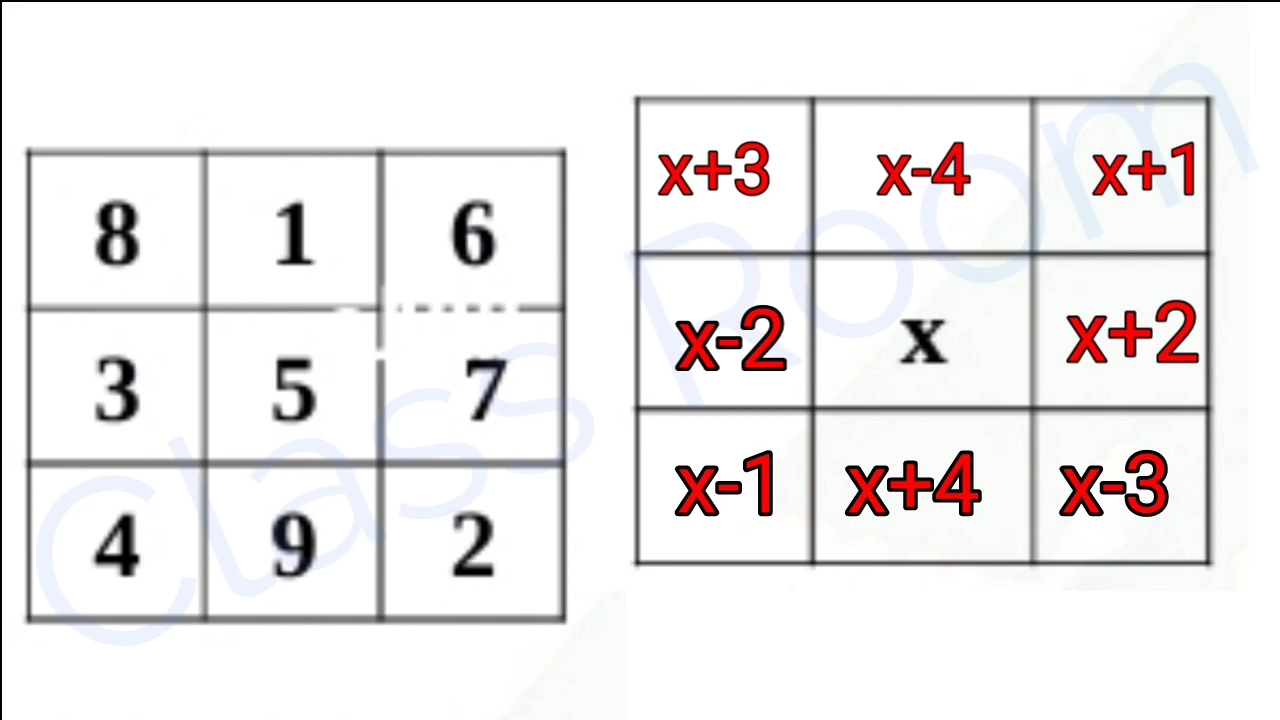 8 1 6
3 5 7
4 9 2
x+3 x-4 x+1
x-2 x x+2
x-1 x+4 x-3
Class Room